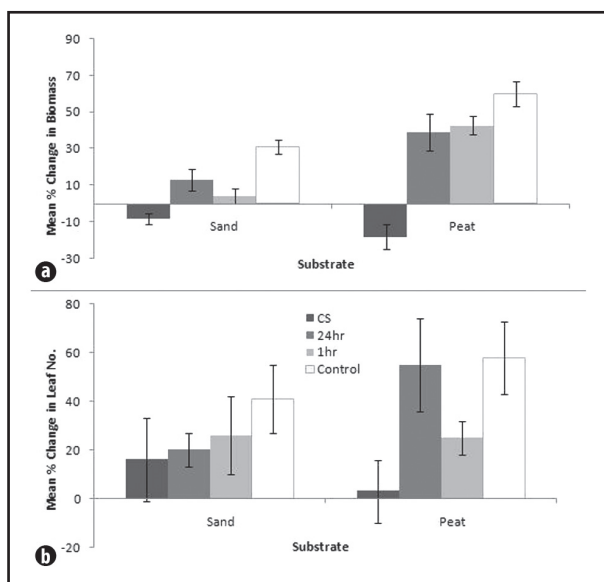 90
70
50
30
10
-10
-30
Mean % Change in Biomass
Sand
Peat
Substrate
a
80
60
40
20
0
-20
Mean % Change in Leaf No.
CS
24hr
1hr
Control
Sand
Peat
Substrate
b